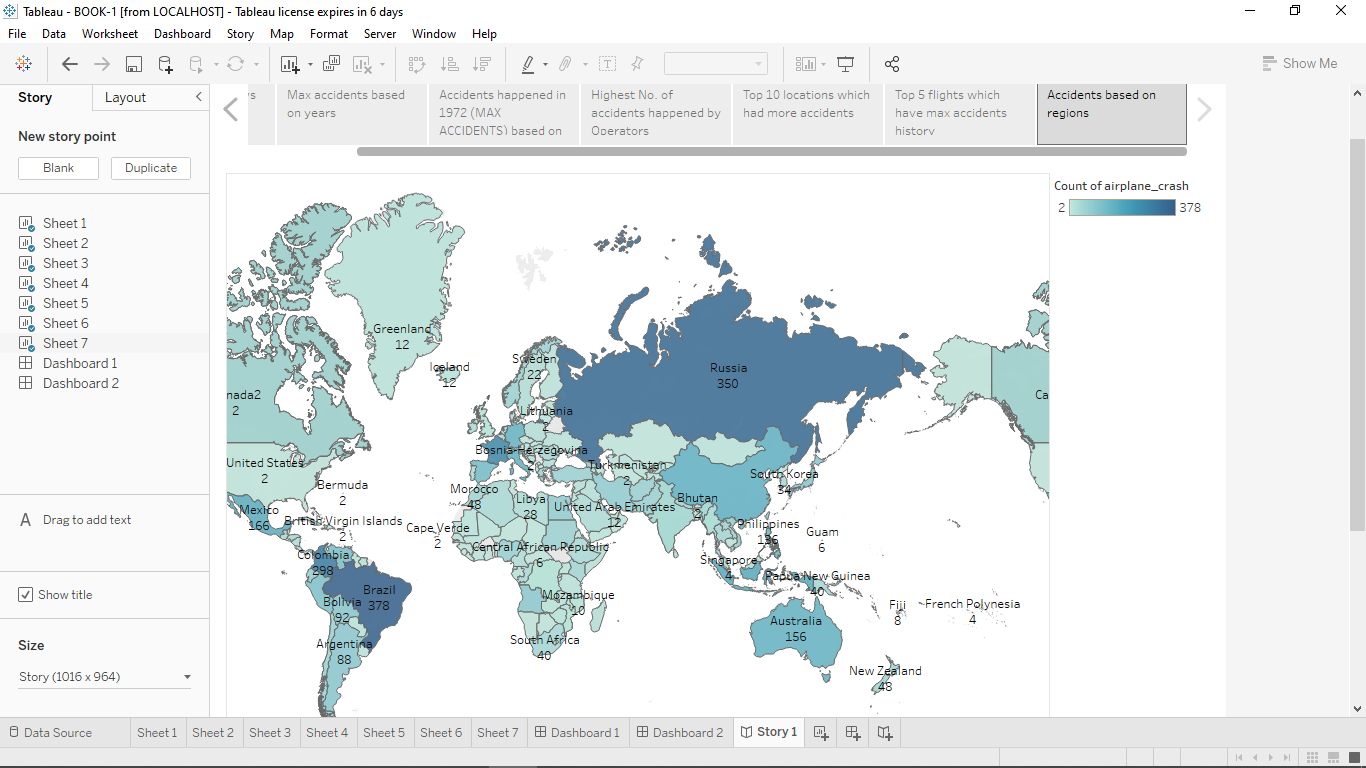 Tableau - BOOK-1 [from LOCALHOST] - Tableau license expires in 6 days
File Data Worksheet Dashboard Story Map Format Server Window Help
Show Me
Story
Layout
New story point
Blank
Duplicate
Sheet 1
Sheet 2
Sheet 3
Sheet 4
Sheet 5
Sheet 6
Sheet 7
Dashboard 1
Dashboard 2
A Drag to add text
Show title
Size
Story (1016 x 964)
Max accidents based
on years
Accidents happened in
1972 (MAX
ACCIDENTS) based on
Highest No. of
accidents happened by
Operators
Top 10 locations which
had more accidents
Top 5 flights which
have max accidents
history
Accidents based on
regions
Count of airplane_crash
2 378
Greenland
12
Iceland
12
Sweden
22
Russia
350
nada2
2
Ca
Lithuania
2
Bosnia-Herzegovina
2
United States
2
Turkmenistan
2
South Korea
34
Bermuda
2
Morocco
48
Libya
28
United Arab Emirates
12
Bhutan
2
Mexico
166
British Virgin Islands
2
Cape Verde
2
Philippines
136
Guam
6
Central African Republic
6
Colombia
298
Singapore
4
Papua New Guinea
40
Brazil
378
Bolivia
92
Mozambique
10
Fiji
8
French Polynesia
4
Australia
156
Argentina
88
South Africa
40
New Zealand
48
Data Source
Sheet 1
Sheet 2
Sheet 3
Sheet 4
Sheet 5
Sheet 6
Sheet 7
Dashboard 1
Dashboard 2
Story 1